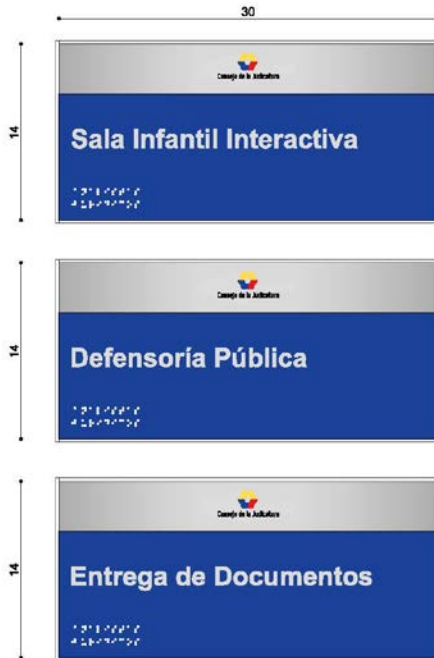 30
14
Consejo de la Judicatura
Sala Infantil Interactiva
14
Consejo de la Judicatura
Defensoría Pública
14
Consejo de la Judicatura
Entrega de Documentos